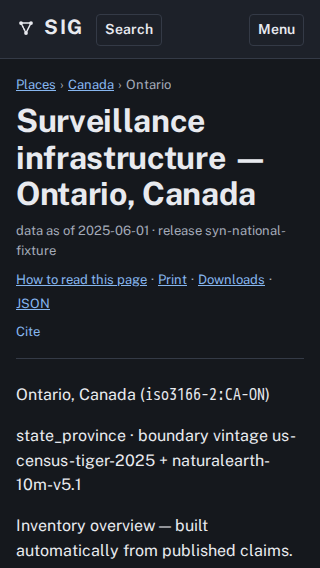 SIG Search Menu
Places › Canada › Ontario
Surveillance
infrastructure —
Ontario, Canada
data as of 2025-06-01 · release syn-national-
fixture
How to read this page · Print · Downloads ·
JSON
Cite
Ontario, Canada (iso3166-2:CA-ON)
state_province · boundary vintage us-
census-tiger-2025 + naturalearth-
10m-v5.1
Inventory overview — built
automatically from published claims.